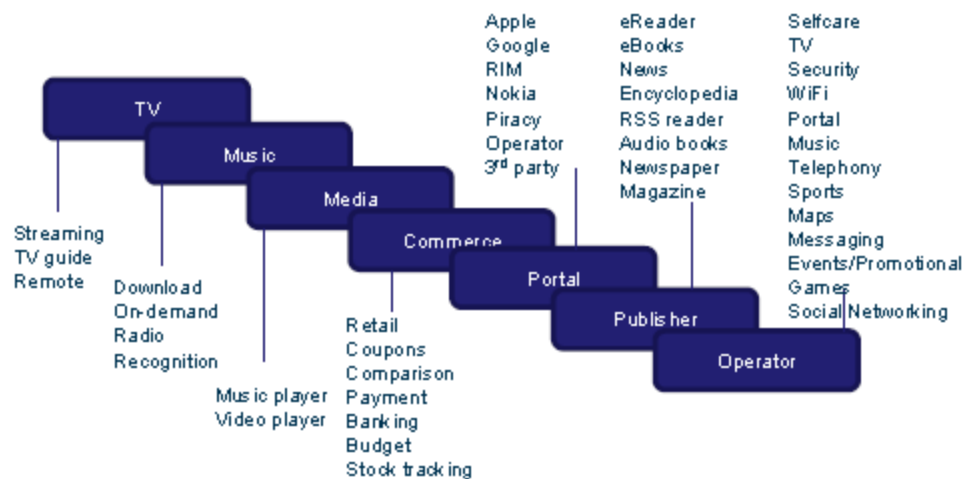 TV
Streaming
TV guide
Remote
Music
Download
On-demand
Radio
Recognition
Media
Music player
Video player
Commerce
Retail
Coupons
Comparison
Payment
Banking
Budget
Stock tracking
Apple
Google
RIM
Nokia
Piracy
Operator
3rd party
Portal
eReader
eBooks
News
Encyclopedia
RSS reader
Audio books
Newspaper
Magazine
Publisher
Selfcare
TV
Security
WiFi
Portal
Music
Telephony
Sports
Maps
Messaging
Events/Promotional
Games
Social Networking
Operator